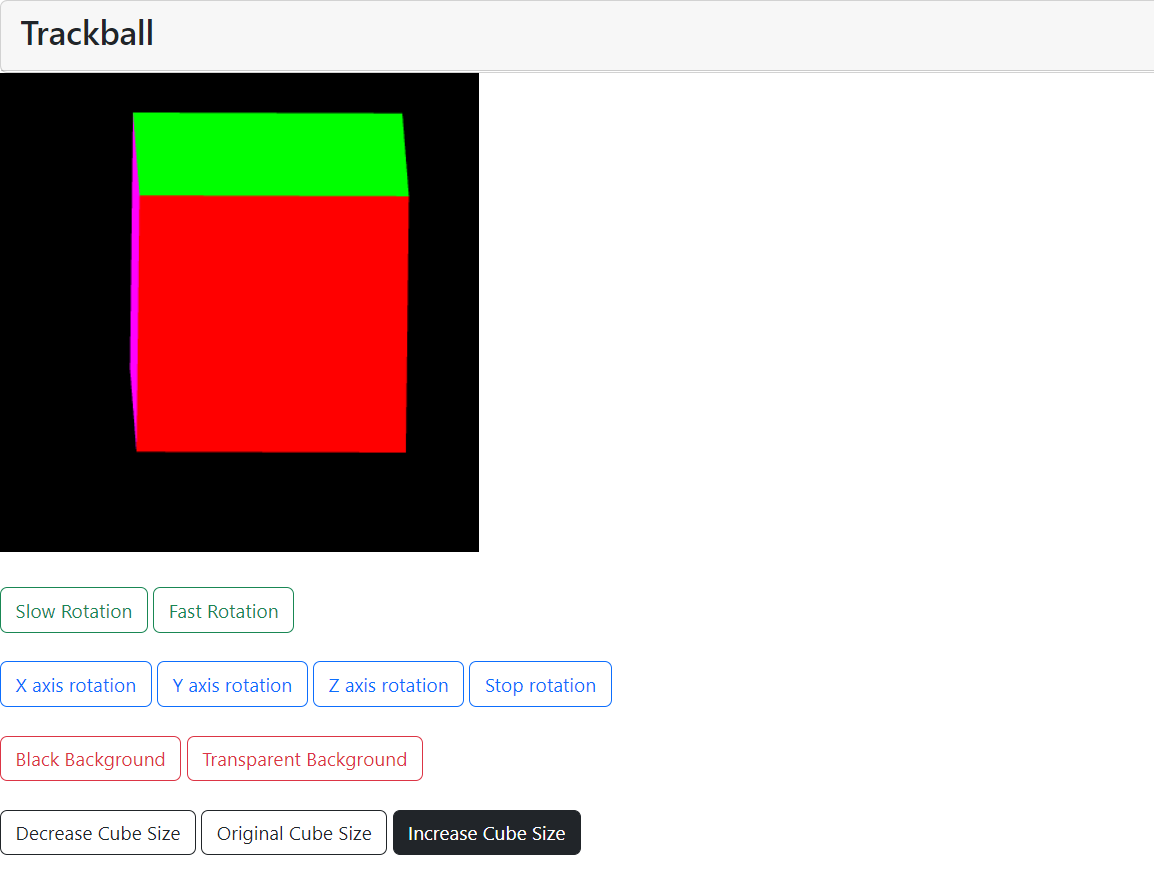 Trackball
Slow Rotation Fast Rotation
X axis rotation Y axis rotation Z axis rotation Stop rotation
Black Background Transparent Background
Decrease Cube Size Original Cube Size Increase Cube Size